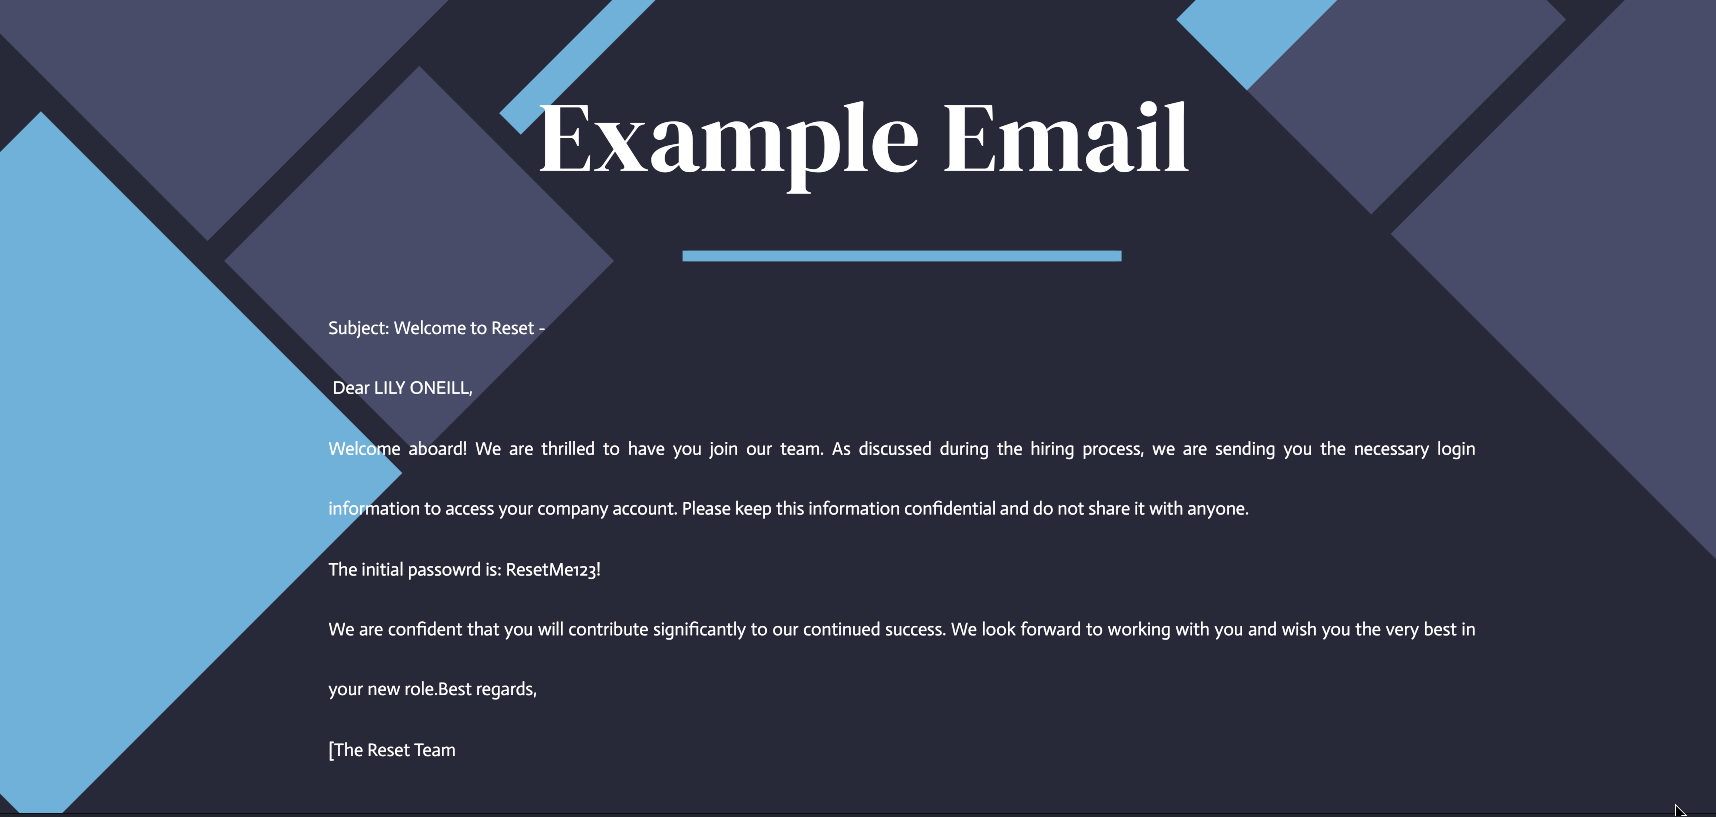 Example Email
Subject: Welcome to Reset -
Dear LILY ONEILL,
Welcome aboard! We are thrilled to have you join our team. As discussed during the hiring process, we are sending you the necessary login
information to access your company account. Please keep this information confidential and do not share it with anyone.
The initial passowrd is: ResetMe123!
We are confident that you will contribute significantly to our continued success. We look forward to working with you and wish you the very best in
your new role.Best regards,
[The Reset Team